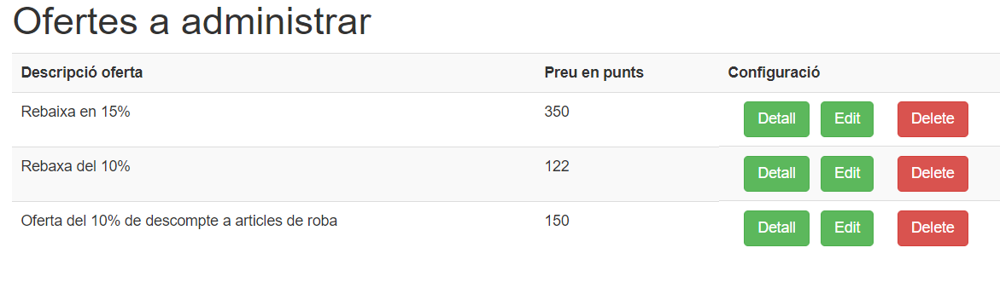 Ofertes a administrar
Descripció oferta Preu en punts Configuració
Rebaixa en 15% 350 Detall Edit Delete
Rebaxa del 10% 122 Detall Edit Delete
Oferta del 10% de descompte a articles de roba 150 Detall Edit Delete